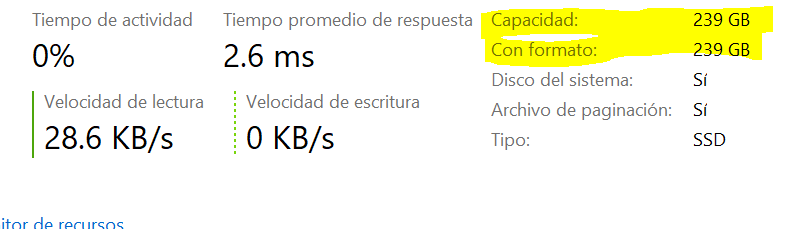 Tiempo de actividad
0%
Tiempo promedio de respuesta
2.6 ms
Velocidad de lectura
28.6 KB/s
Velocidad de escritura
0 KB/s
Capacidad: 239 GB
Con formato: 239 GB
Disco del sistema: Sí
Archivo de paginación: Sí
Tipo: SSD
itor de recursos